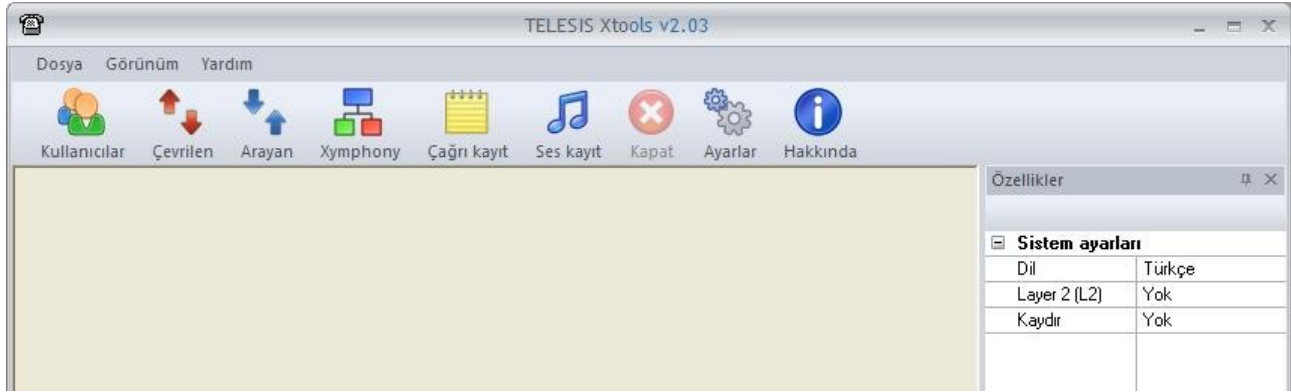 TELESIS Xtools v2.03
Dosya Görünüm Yardım
Kullanıcılar Çevrilen Arayan Xymphony Çağrı kayıt Ses kayıt Kapat Ayarlar Hakkında
Özellikler
Sistem ayarları
Dil Türkçe
Layer 2 (L2) Yok
Kaydır Yok